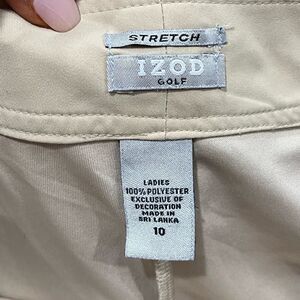 STRETCH
IZOD
GOLF
LADIES
100% POLYESTER
EXCLUSIVE OF
DECORATION
MADE IN
SRI LANKA
10